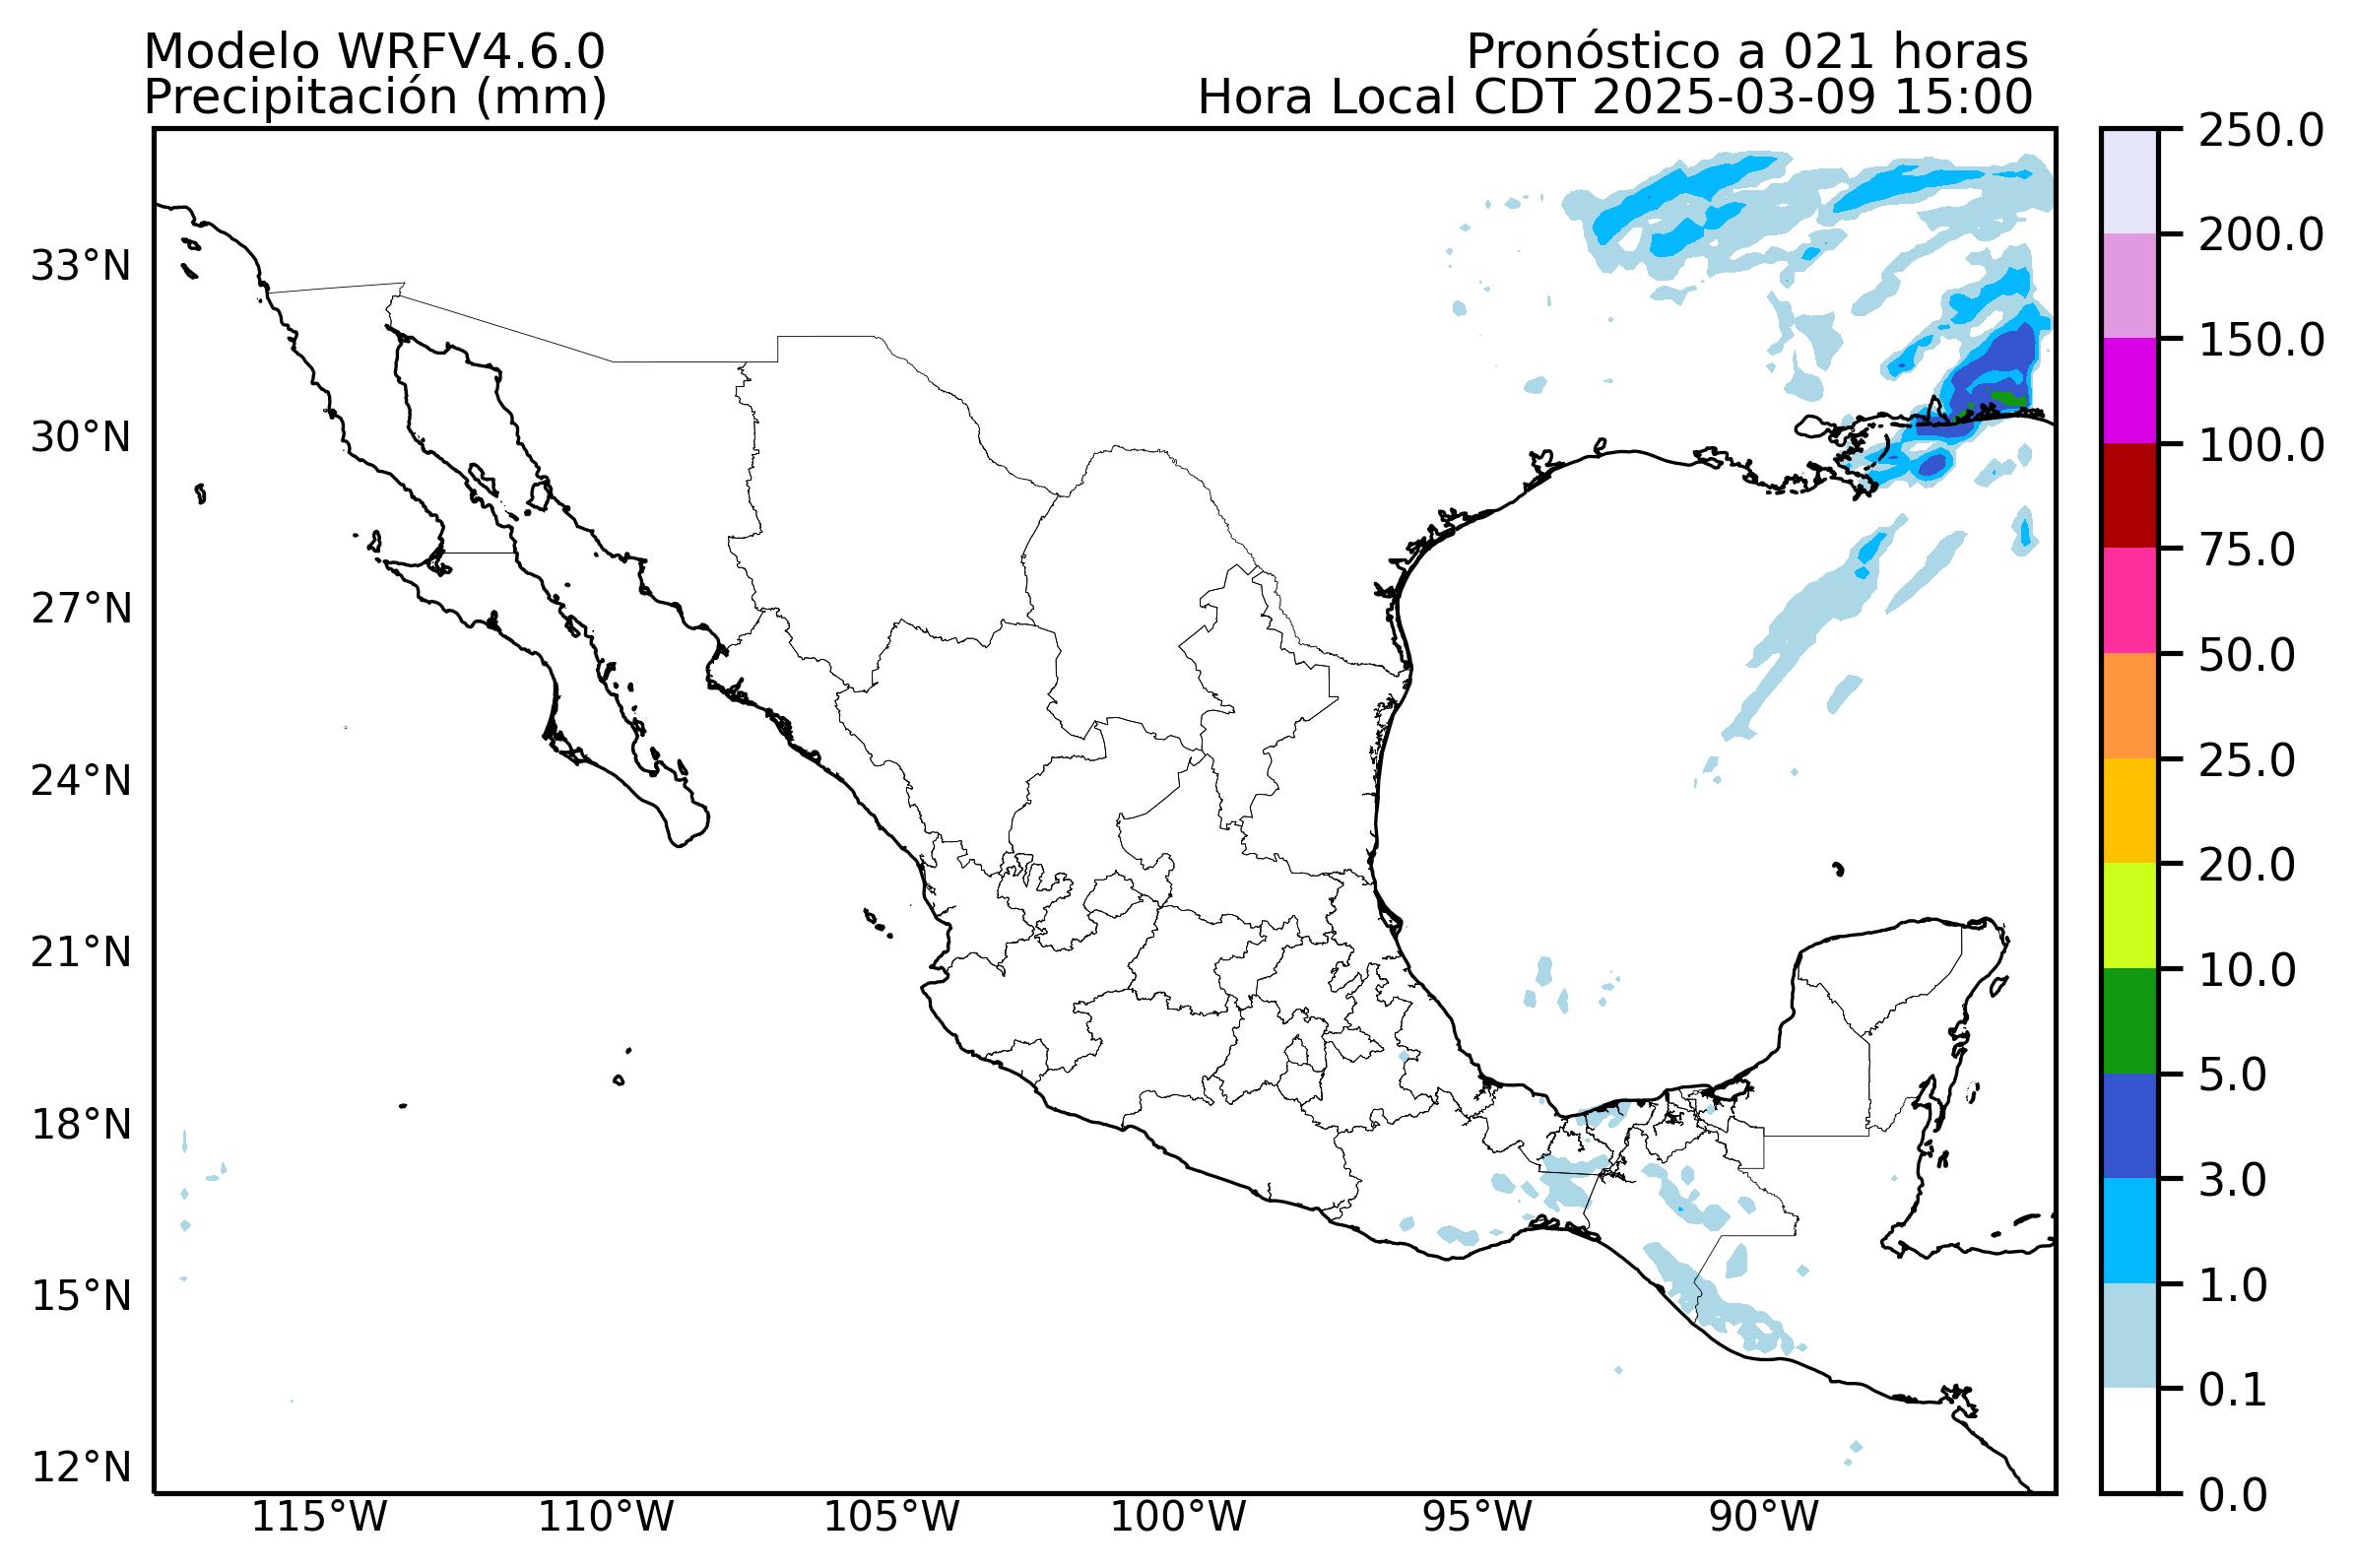 Modelo WRFV4.6.0
Precipitación (mm)
Pronóstico a 021 horas
Hora Local CDT 2025-03-09 15:00
33°N
30°N
27°N
24°N
21°N
18°N
15°N
12°N
115°W
110°W
105°W
100°W
95°W
90°W
250.0
200.0
150.0
100.0
75.0
50.0
25.0
20.0
10.0
5.0
3.0
1.0
0.1
0.0